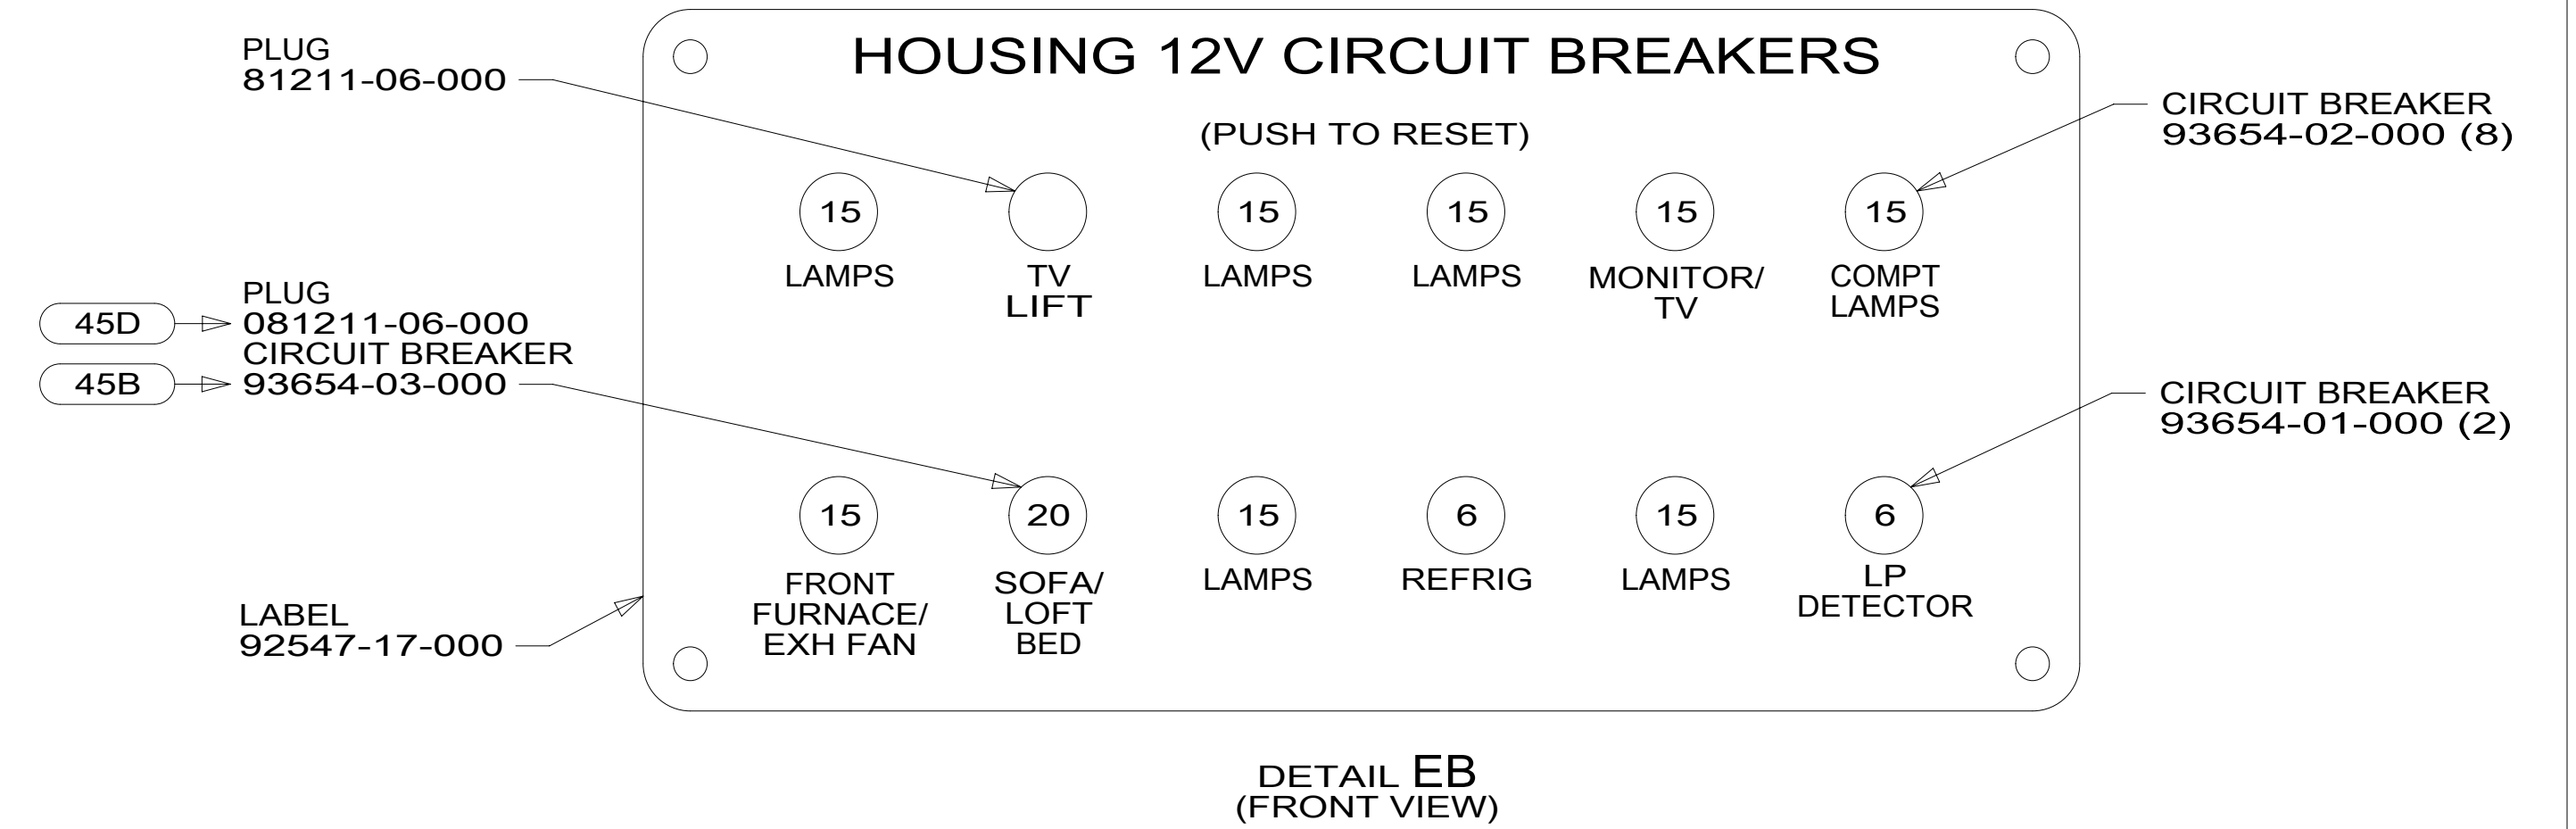 HOUSING 12V CIRCUIT BREAKERS
(PUSH TO RESET)
PLUG
81211-06-000
CIRCUIT BREAKER
93654-02-000 (8)
15 15 15 15 15
LAMPS TV LAMPS LAMPS MONITOR/ COMPT
LIFT TV LAMPS
45D
PLUG
081211-06-000
45B
CIRCUIT BREAKER
93654-03-000
CIRCUIT BREAKER
93654-01-000 (2)
15 20 15 6 15 6
FRONT SOFA/ LAMPS REFRIG LAMPS LP
FURNACE/ LOFT DETECTOR
EXH FAN BED
LABEL
92547-17-000
DETAIL EB
(FRONT VIEW)